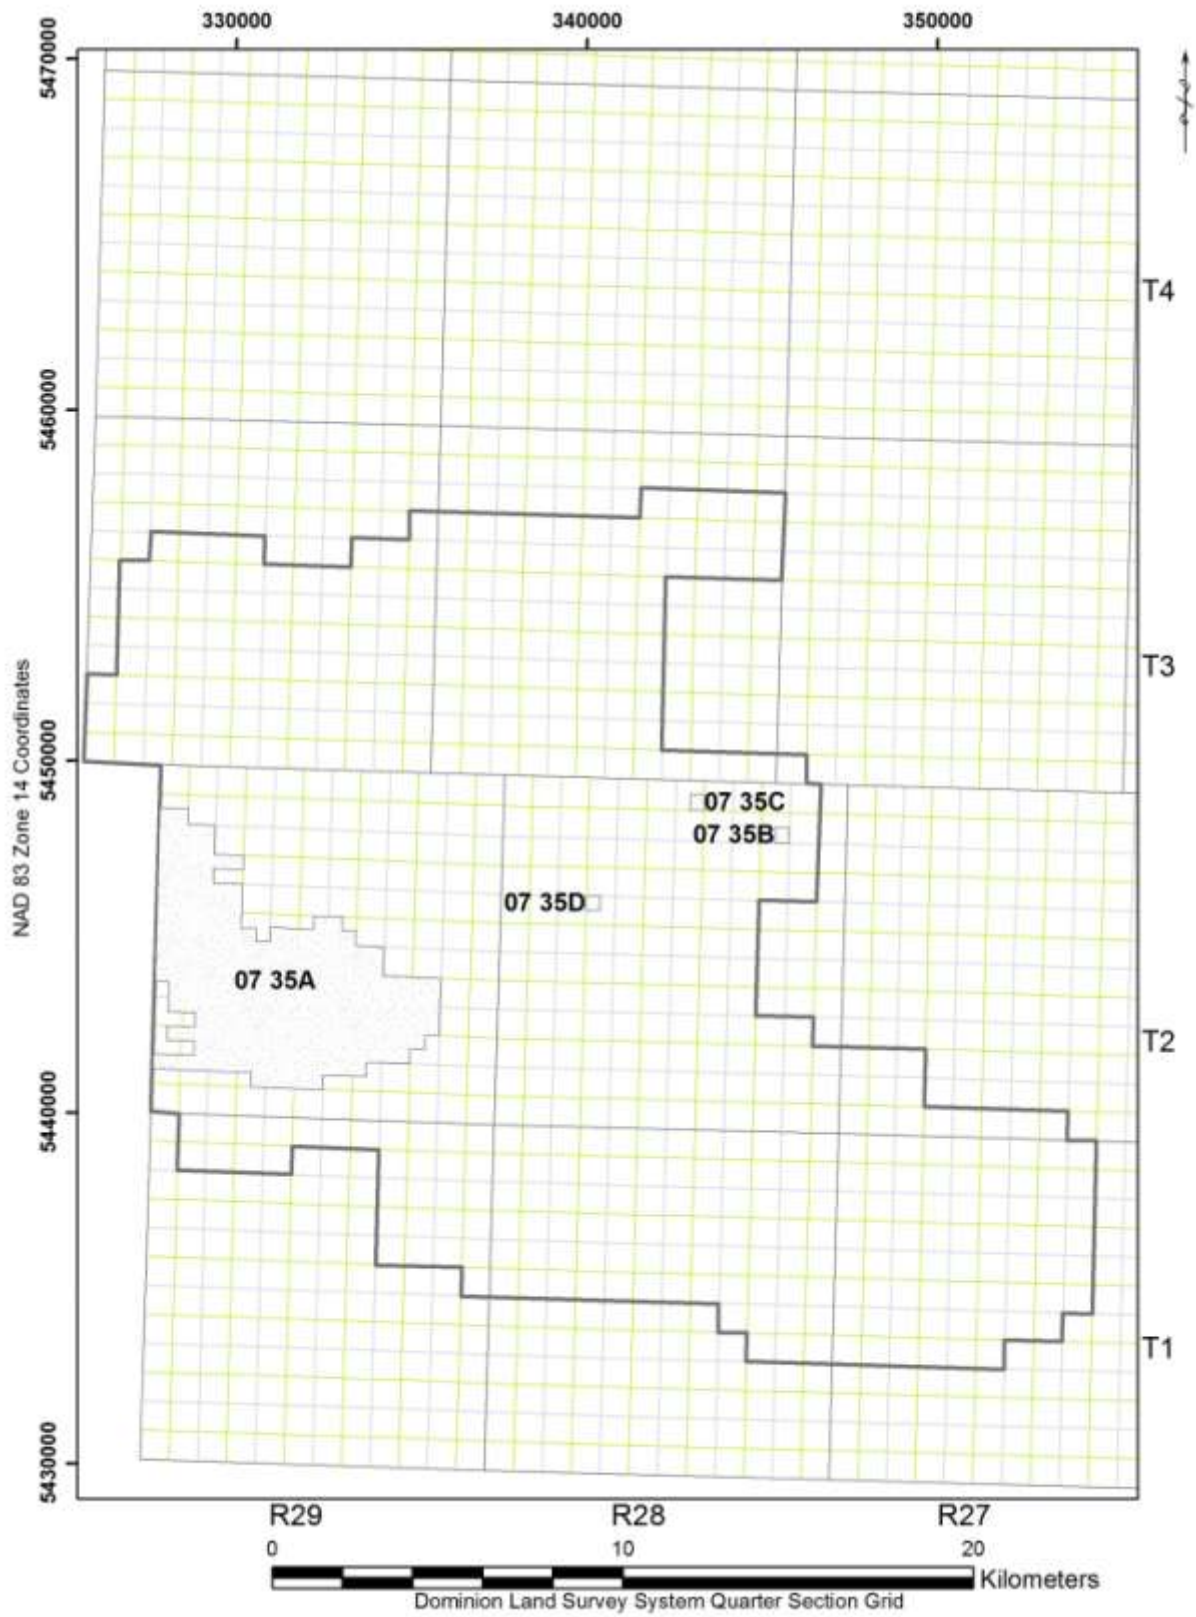 330000 340000 350000
5470000
T4
5460000
T3
NAD 83 Zone 14 Coordinates
5450000
07 35C
07 35B
07 35D
07 35A
T2
5440000
T1
5430000
R29 R28 R27
0 10 20
Kilometers
Dominion Land Survey System Quarter Section Grid